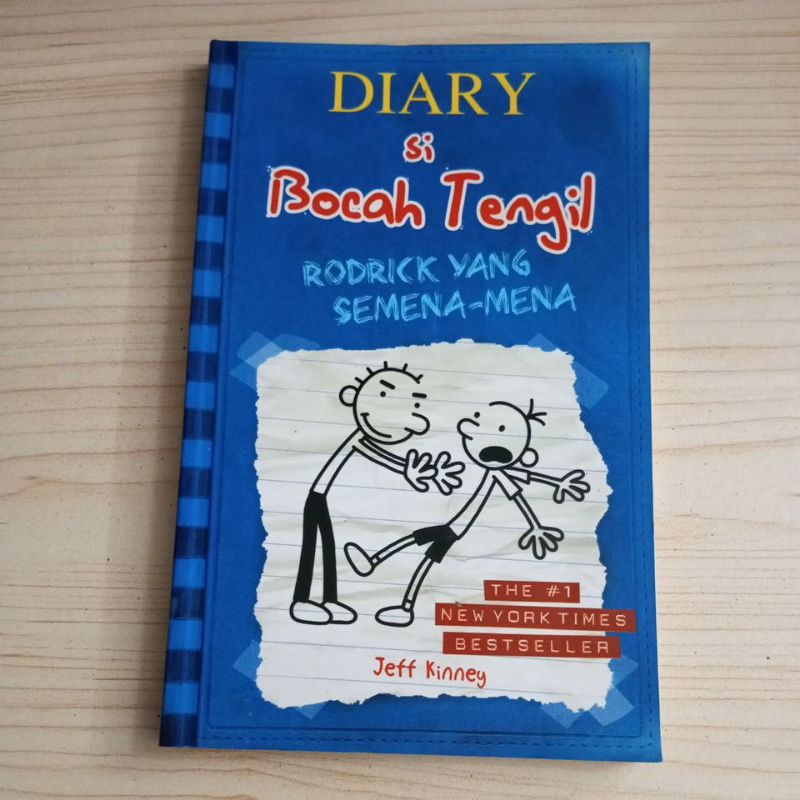 DIARY
si
Bocah Tengil
RODRICK YANG
SEMENA-MENA
THE #1
NEW YORK TIMES
BESTSELLER
Jeff Kinney